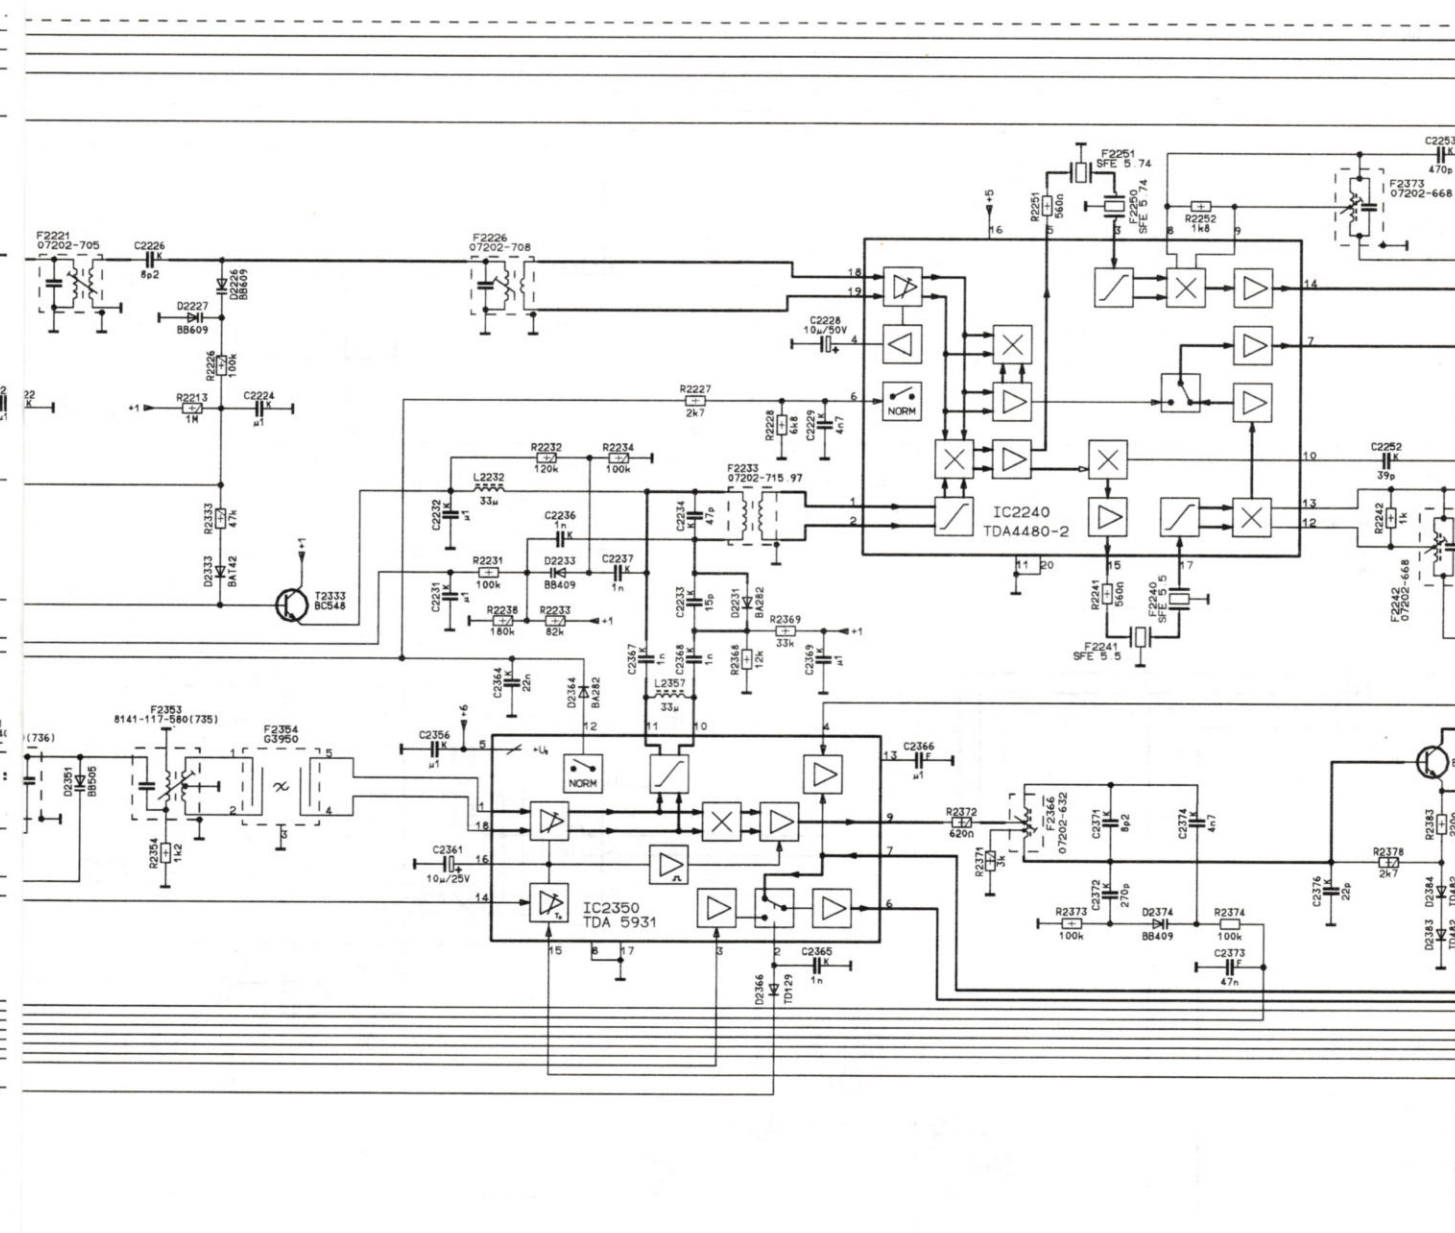 C2253
K
470p
F2251
SFE 5.74
F2373
07202-668
+5
R2251
560n
F2250
SFE 5.74
R2252
1k8
16
5
3
8
9
F2221
07202-705
C2226
K
8p2
D2226
BB609
F2226
07202-708
D2227
BB609
R2226
100k
18
19
14
C2228
10µ/50V
+
4
7
R2213
1M
+1
C2224
K
µ1
22
K
R2227
2k7
6
NORM
R2228
6k8
C2229
K
4n7
R2232
120k
R2234
100k
F2233
07202-715.97
10
C2252
K
39p
L2232
33µ
C2232
K
µ1
C2236
1n
K
C2234
K
47p
1
2
IC2240
TDA4480-2
13
12
R2242
1k
R2333
47k
D2333
BAT42
+1
T2333
BC548
R2231
100k
D2233
BB409
C2237
K
1n
C2231
K
µ1
R2238
180k
R2233
82k
+1
C2233
K
15p
D2231
BA282
R2369
33k
+1
11
20
15
17
R2241
560n
F2240
SFE 5.5
F2241
SFE 5.5
F2242
07202-668
C2367
K
1n
C2368
K
1n
R2368
12k
C2369
K
µ1
C2364
K
22n
D2364
BA282
L2357
33µ
F2353
8141-117-580(735)
F2354
G3950
(736)
+6
C2356
K
µ1
5
12
11
10
4
13
C2366
F
µ1
D2351
BB505
1
2
5
4
3
R2354
1k2
NORM
1
18
16
14
C2361
10µ/25V
+
9
7
6
R2372
620n
R2371
3k
F2366
07202-632
C2371
K
8p2
C2374
K
4n7
R2383
R2378
2k7
C2376
K
22p
D2384
D2383
C2372
K
270p
R2373
100k
D2374
BB409
R2374
100k
C2373
F
47n
IC2350
TDA 5931
15
8
17
3
2
C2365
K
1n
D2366
TD129